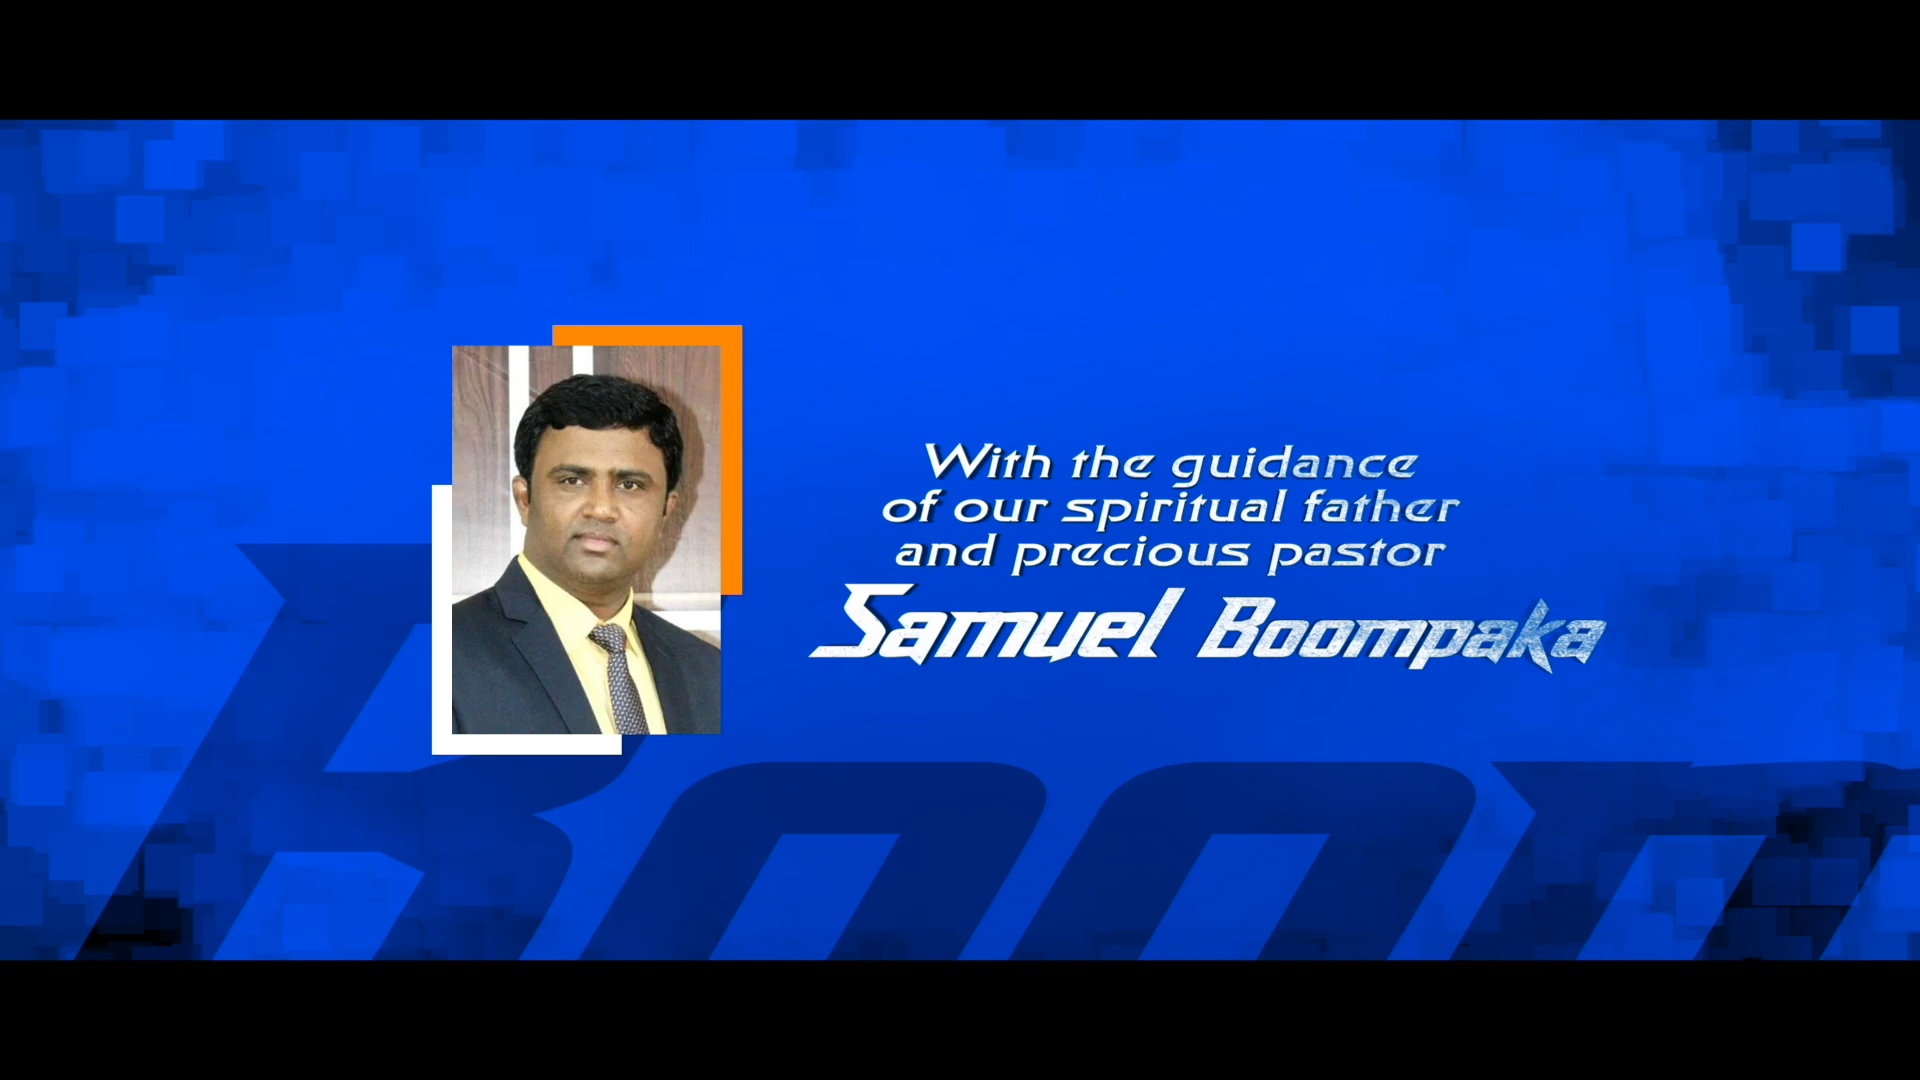 With the guidance
of our spiritual father
and precious pastor
Samuel Boompaka